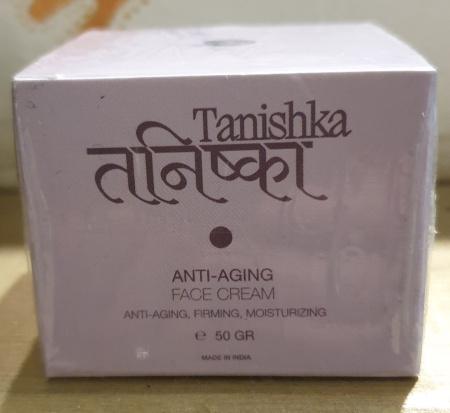 Tanishka
तनिष्का
ANTI-AGING
FACE CREAM
ANTI-AGING, FIRMING, MOISTURIZING
℮ 50 GR
MADE IN INDIA